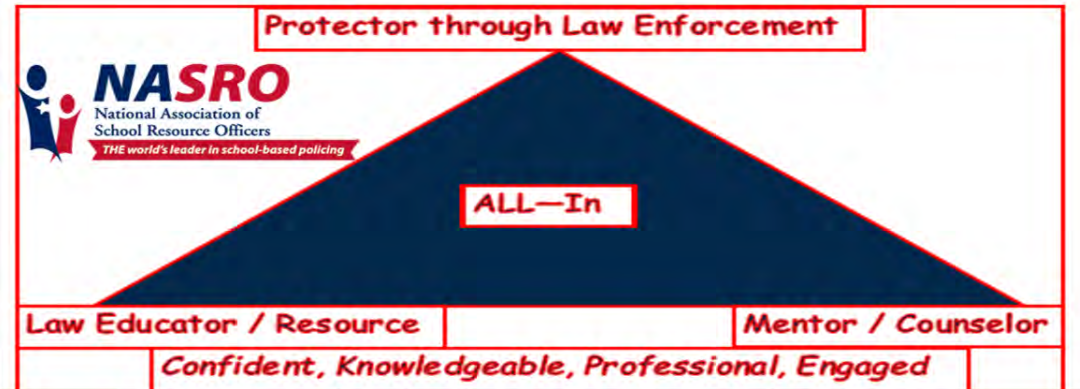 Protector through Law Enforcement
NASRO
National Association of
School Resource Officers
THE world's leader in school-based policing
ALL—In
Law Educator / Resource
Mentor / Counselor
Confident, Knowledgeable, Professional, Engaged